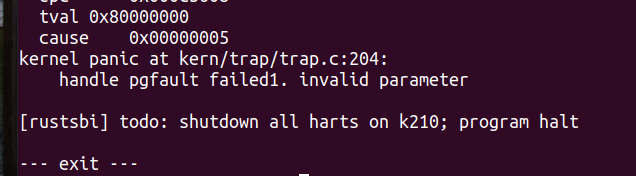 tval 0x80000000
cause    0x00000005
kernel panic at kern/trap/trap.c:204:
handle pgfault failed1. invalid parameter
[rustsbi] todo: shutdown all harts on k210; program halt
--- exit ---